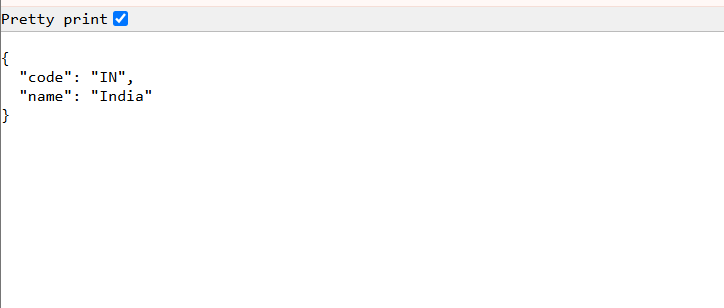 Pretty print
{
  "code": "IN",
  "name": "India"
}